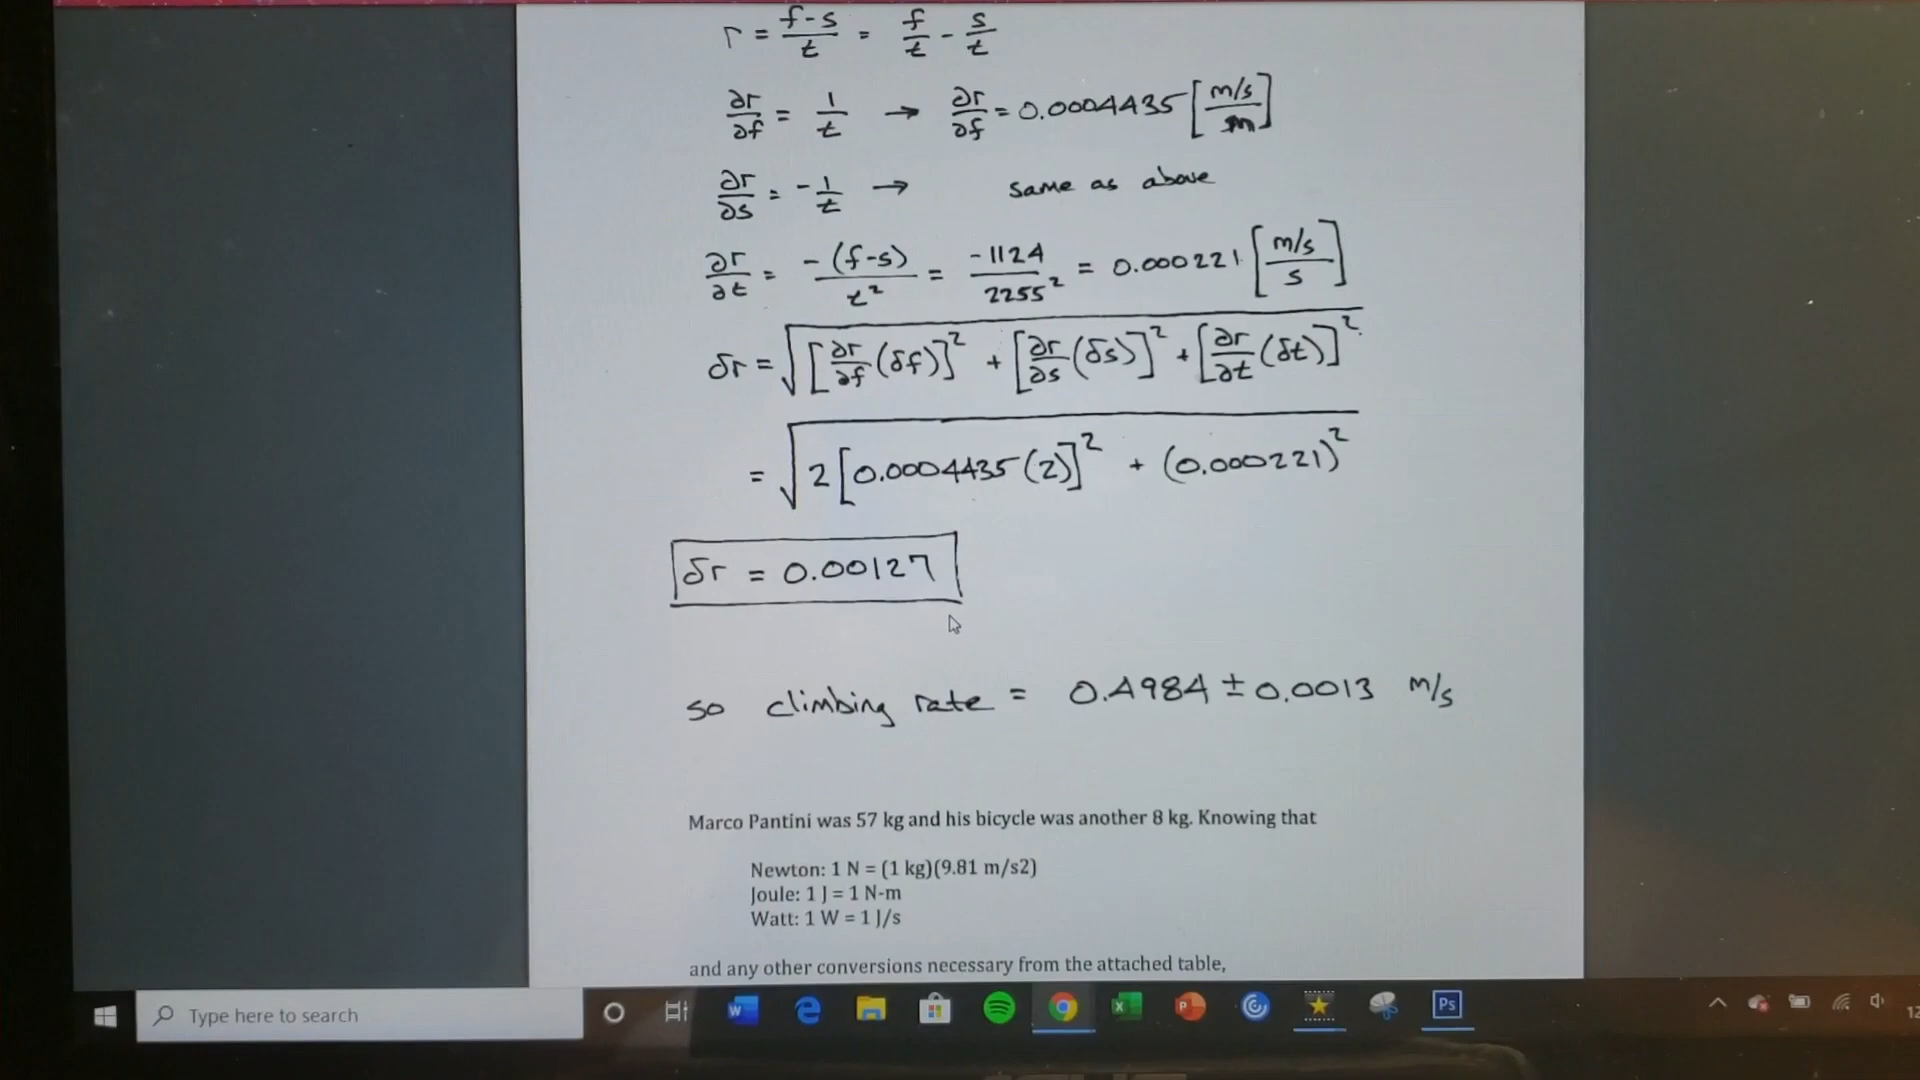 r = f-s/t = f/t - s/t
∂r/∂f = 1/t → ∂r/∂f = 0.0004435 [m/s/m]
∂r/∂s = -1/t → same as above
∂r/∂t = -(f-s)/t² = -1124/2255² = 0.000221 [m/s/s]
δr = √[∂r/∂f (δf)]² + [∂r/∂s (δs)]² + [∂r/∂t (δt)]²
= √2[0.0004435(2)]² + (0.000221)²
δr = 0.00127
so climbing rate = 0.4984 ± 0.0013 m/s
Marco Pantini was 57 kg and his bicycle was another 8 kg. Knowing that
Newton: 1 N = (1 kg)(9.81 m/s2)
Joule: 1 J = 1 N-m
Watt: 1 W = 1 J/s
and any other conversions necessary from the attached table,
Type here to search
W
X
P
Ps
12